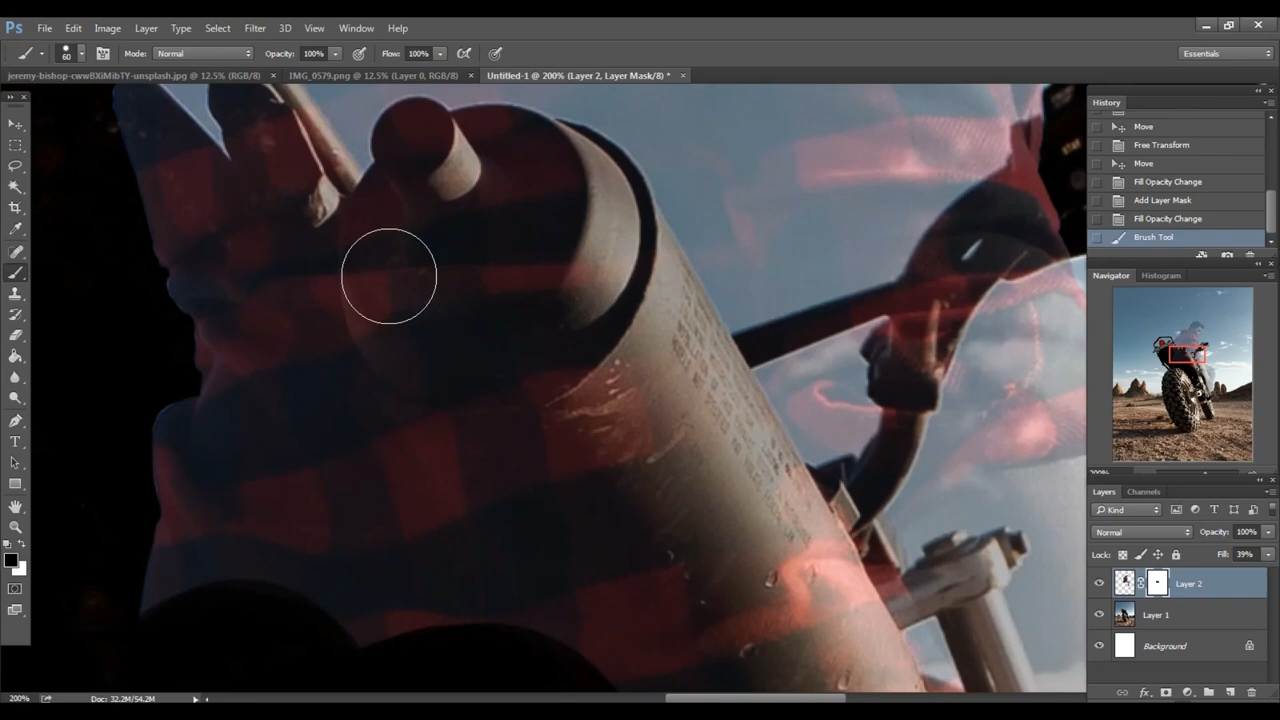 Ps File Edit Image Layer Type Select Filter 3D View Window Help
60 Mode: Normal Opacity: 100% Flow: 100% Essentials
jeremy-bishop-cwwBXiMibTY-unsplash.jpg @ 12.5% (RGB/8) × IMG_0579.png @ 12.5% (Layer 0, RGB/8) × Untitled-1 @ 200% (Layer 2, Layer Mask/8) * ×
History
Move
Free Transform
Move
Fill Opacity Change
Add Layer Mask
Fill Opacity Change
Brush Tool
Navigator Histogram
200%
Layers Channels
Kind
Normal Opacity: 100%
Lock: Fill: 39%
Layer 2
Layer 1
Background
200% Doc: 32.2M/54.2M